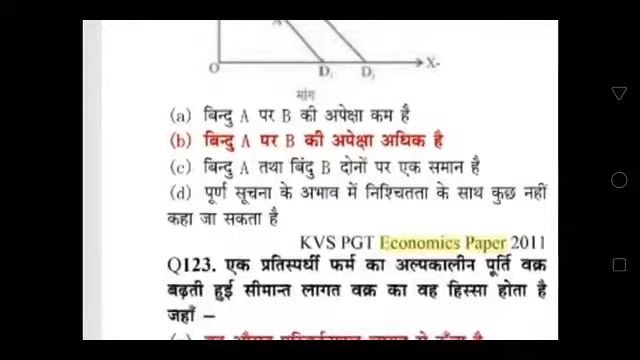 O D₁ D₂ X-
मांग
(a) बिन्दु A पर B की अपेक्षा कम है
(b) बिन्दु A पर B की अपेक्षा अधिक है
(c) बिन्दु A तथा बिंदु B दोनों पर एक समान है
(d) पूर्ण सूचना के अभाव में निश्चितता के साथ कुछ नहीं
कहा जा सकता है
KVS PGT Economics Paper 2011
Q123. एक प्रतिस्पर्धी फर्म का अल्पकालीन पूर्ति वक्र
बढ़ती हुई सीमान्त लागत वक्र का वह हिस्सा होता है
जहाँ –